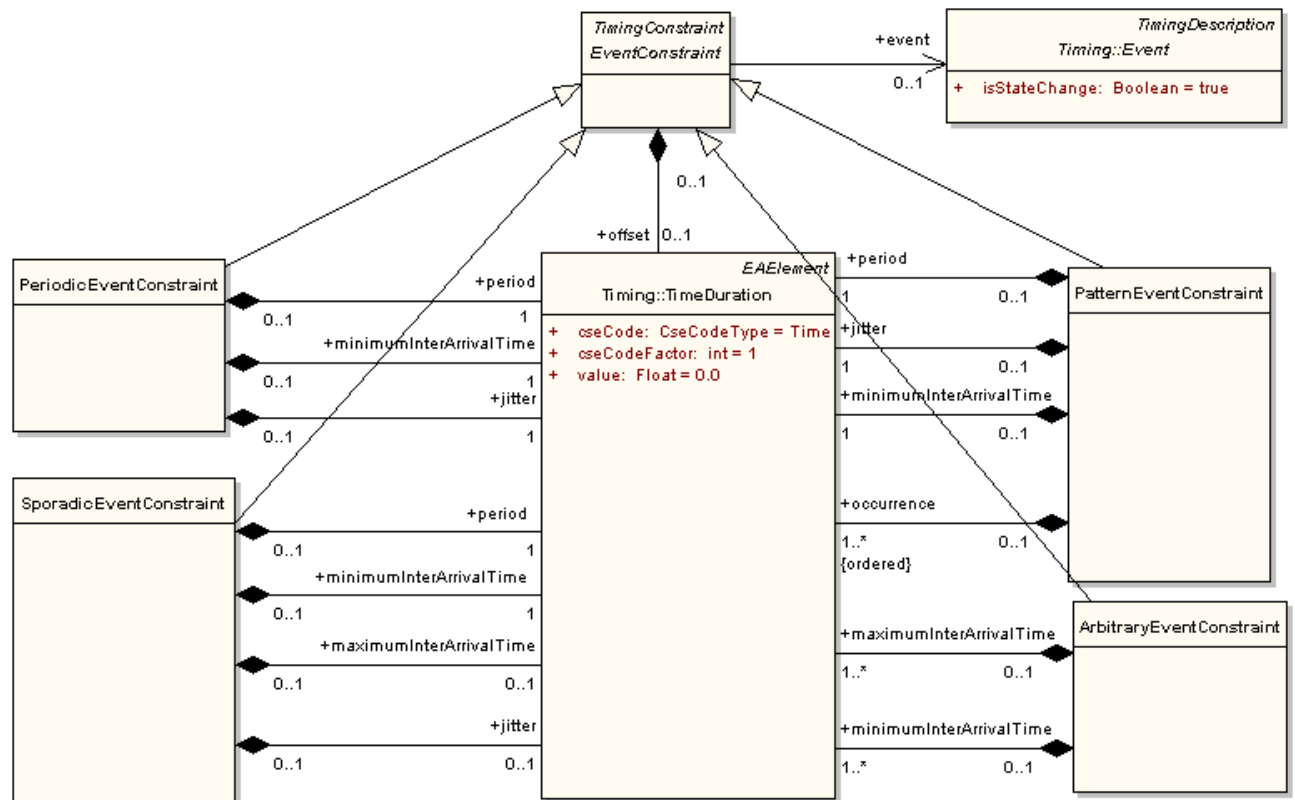 TimingConstraint
EventConstraint
+event
0..1
TimingDescription
Timing::Event
+ isStateChange: Boolean = true
0..1
+offset 0..1
PeriodicEventConstraint
+period
0..1 1
+minimumInterArrivalTime
0..1 1
+jitter
0..1 1
SporadicEventConstraint
+period
0..1 1
+minimumInterArrivalTime
0..1 1
+maximumInterArrivalTime
0..1 0..1
+jitter
0..1 0..1
EAElement
Timing::TimeDuration
+ cseCode: CseCodeType = Time
+ cseCodeFactor: int = 1
+ value: Float = 0.0
+period
1 0..1
+jitter
1 0..1
+minimumInterArrivalTime
1 0..1
+occurrence
1..* 0..1
{ordered}
PatternEventConstraint
+maximumInterArrivalTime
1..* 0..1
+minimumInterArrivalTime
1..* 0..1
ArbitraryEventConstraint